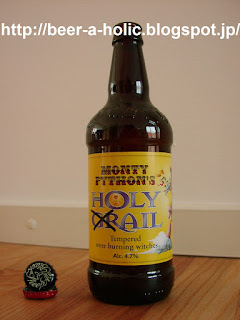 http://beer-a-holic.blogspot.jp/
MONTY
PYTHON'S
HOLY
GRAIL
Tempered
over burning witches
Alc 4.7%